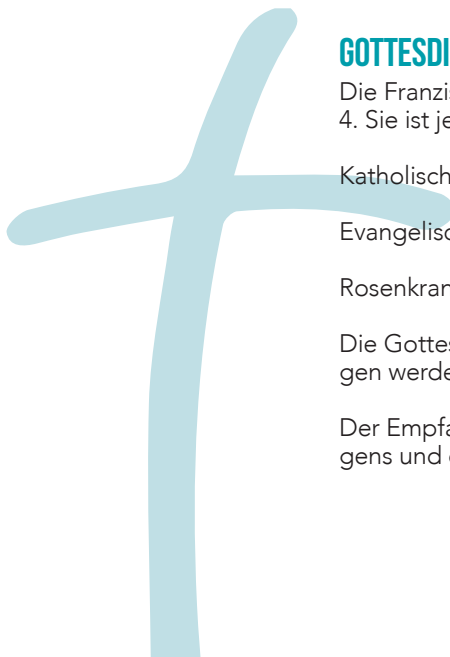 GOTTESDI
Die Franzis
4. Sie ist je
Katholisch
Evangelisc
Rosenkran
Die Gottes
gen werde
Der Empfa
gens und